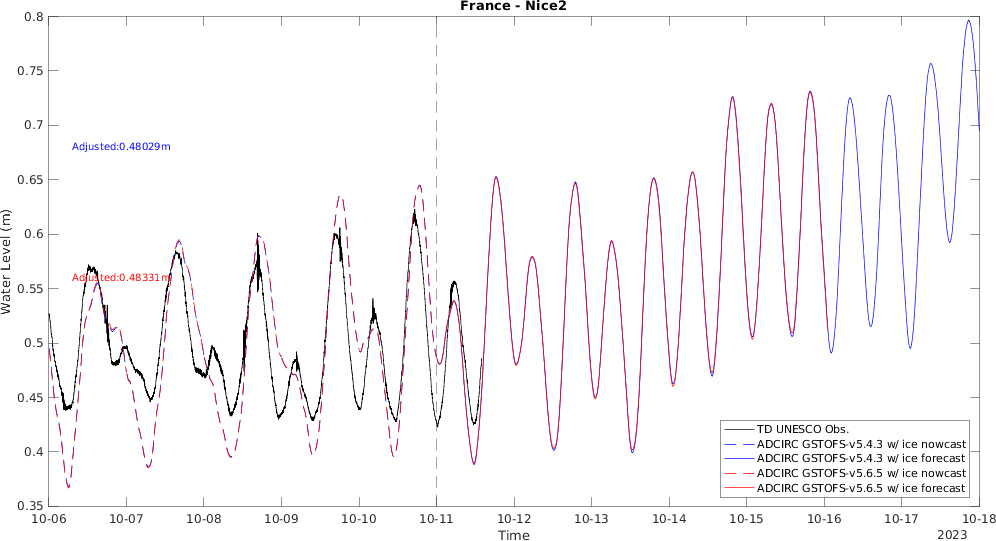 France - Nice2
0.8
0.75
0.7
0.65
0.6
0.55
0.5
0.45
0.4
0.35
Water Level (m)
Adjusted:0.48029m
Adjusted:0.48331m
TD UNESCO Obs.
ADCIRC GSTOFS-v5.4.3 w/ ice nowcast
ADCIRC GSTOFS-v5.4.3 w/ ice forecast
ADCIRC GSTOFS-v5.6.5 w/ ice nowcast
ADCIRC GSTOFS-v5.6.5 w/ ice forecast
10-06 10-07 10-08 10-09 10-10 10-11 10-12 10-13 10-14 10-15 10-16 10-17 10-18
Time
2023